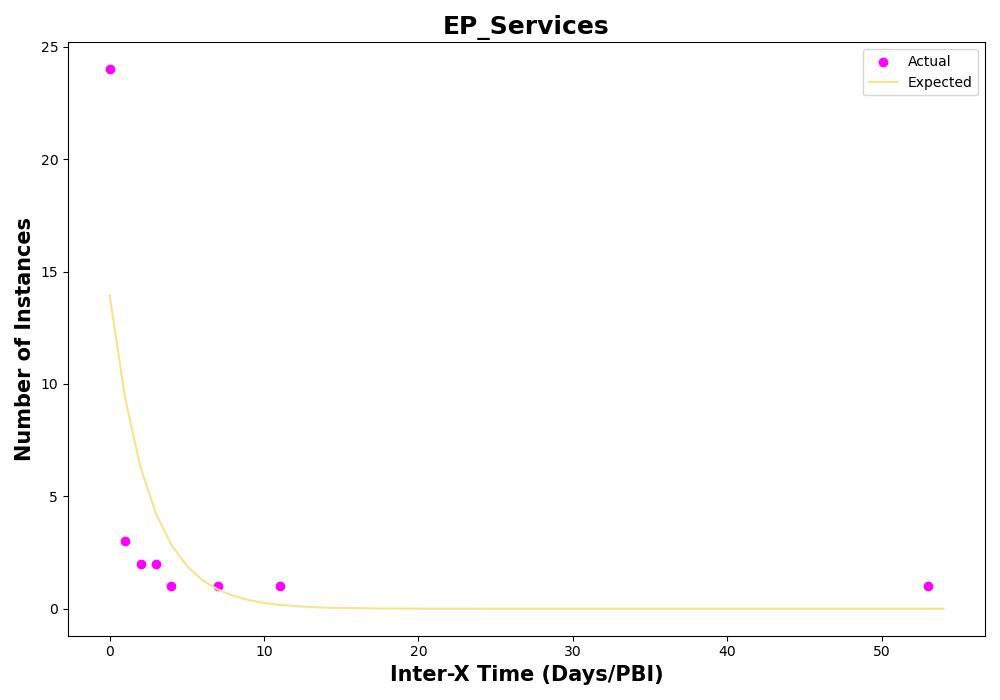 EP_Services
Actual
Expected
Number of Instances
25
20
15
10
5
0
0 10 20 30 40 50
Inter-X Time (Days/PBI)